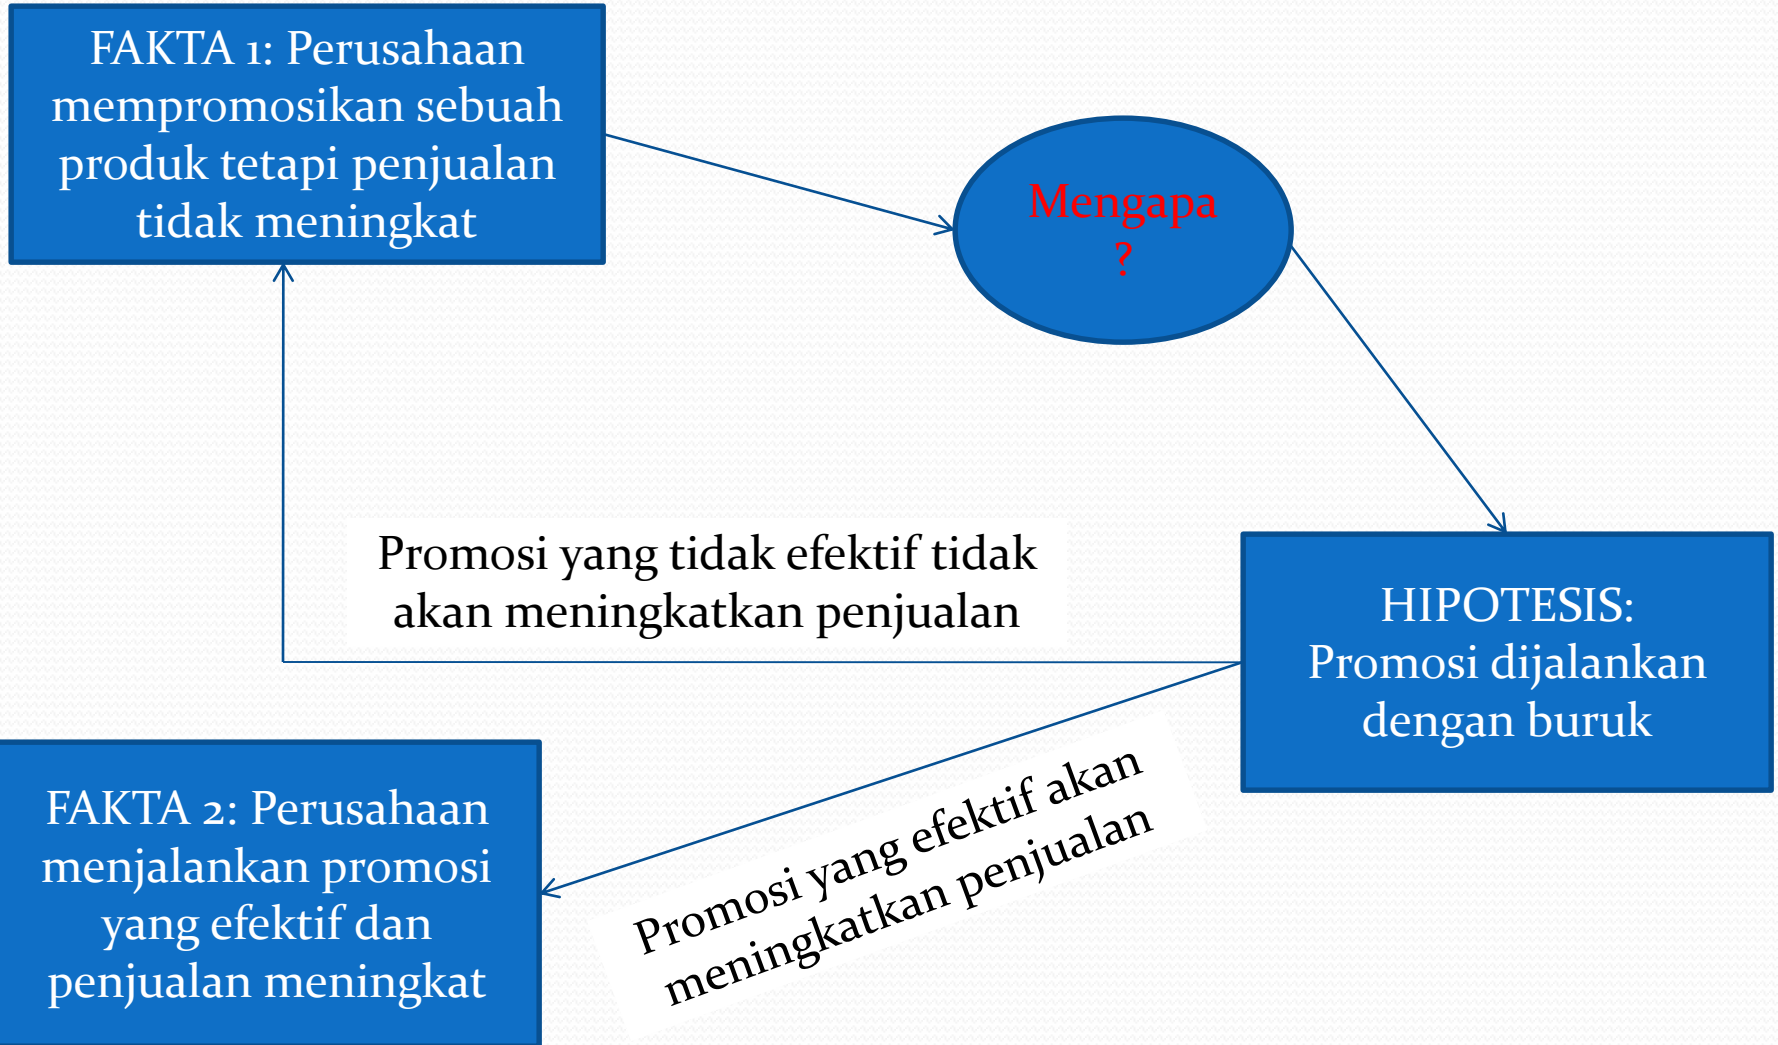 FAKTA 1: Perusahaan
mempromosikan sebuah
produk tetapi penjualan
tidak meningkat
Mengapa
?
Promosi yang tidak efektif tidak
akan meningkatkan penjualan
HIPOTESIS:
Promosi dijalankan
dengan buruk
Promosi yang efektif akan
meningkatkan penjualan
FAKTA 2: Perusahaan
menjalankan promosi
yang efektif dan
penjualan meningkat